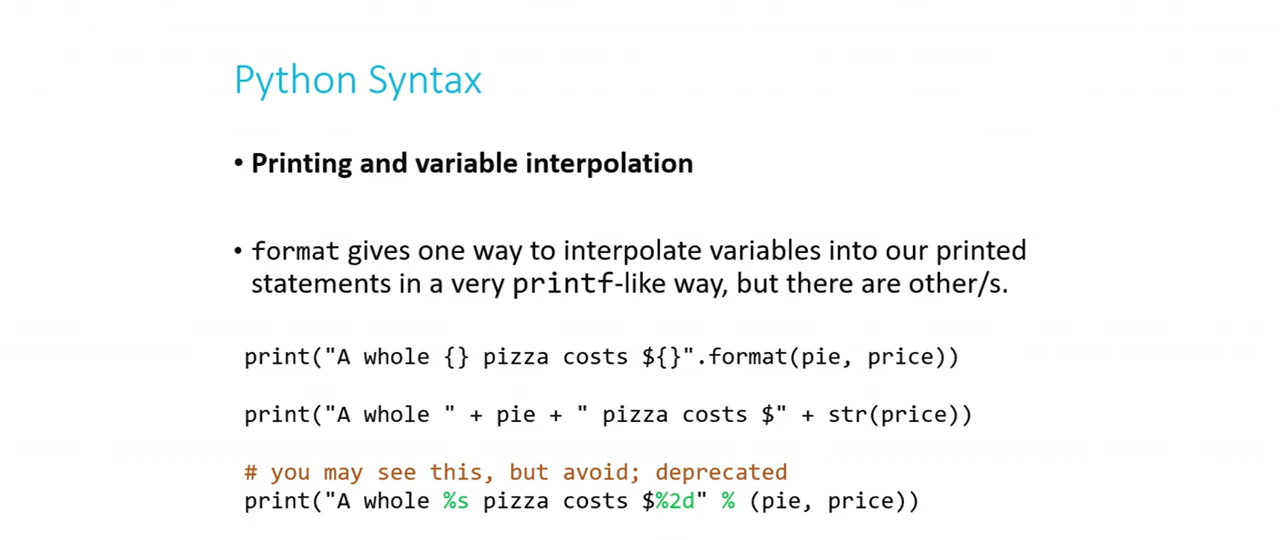 Python Syntax
• Printing and variable interpolation
• format gives one way to interpolate variables into our printed
statements in a very printf-like way, but there are other/s.
print("A whole {} pizza costs ${}".format(pie, price))
print("A whole " + pie + " pizza costs $" + str(price))
# you may see this, but avoid; deprecated
print("A whole %s pizza costs $%2d" % (pie, price))